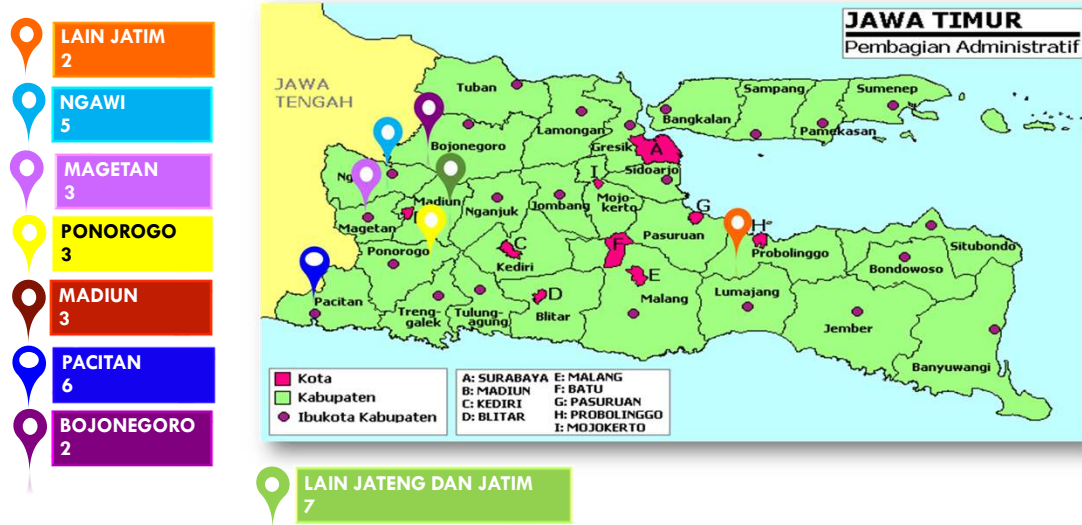 LAIN JATIM
2
NGAWI
5
MAGETAN
3
PONOROGO
3
MADIUN
3
PACITAN
6
BOJONEGORO
2
JAWA TIMUR
Pembagian Administratif
JAWA
TENGAH
Tuban
Sampang
Sumenep
Bangkalan
Pamekasan
Lamongan
Bojonegoro
Gresik
A
Sidoarjo
I
Madiun
Nganjuk
Jombang
Mojo-
kerto
Magetan
G
H
Pasuruan
Ponorogo
C
Kediri
F
Probolinggo
Situbondo
Bondowoso
E
Pacitan
D
Malang
Lumajang
Treng-
galek
Tulung-
agung
Blitar
Jember
Banyuwangi
Kota
Kabupaten
Ibukota Kabupaten
A: SURABAYA E: MALANG
B: MADIUN F: BATU
C: KEDIRI G: PASURUAN
D: BLITAR H: PROBOLINGGO
I: MOJOKERTO
LAIN JATENG DAN JATIM
7